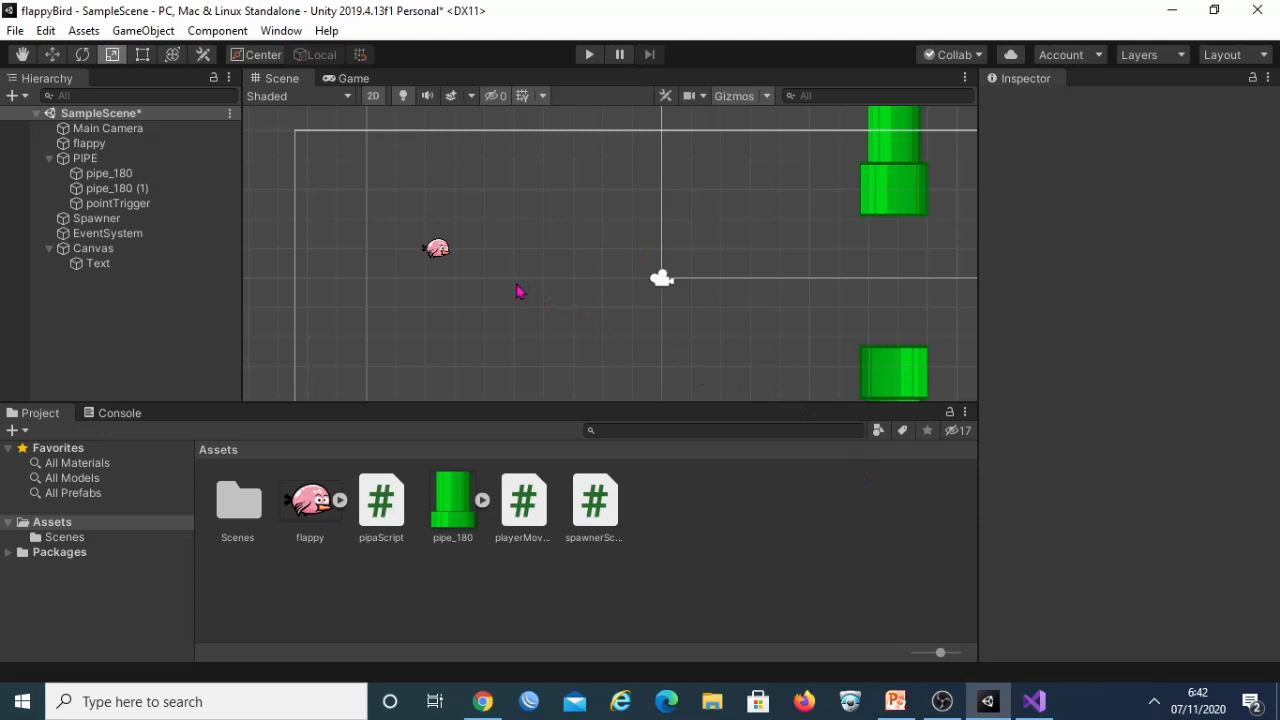 flappyBird - SampleScene - PC, Mac & Linux Standalone - Unity 2019.4.13f1 Personal* <DX11>
File Edit Assets GameObject Component Window Help
Center Local Collab Account Layers Layout
Hierarchy Scene Game Inspector
All Shaded 2D 0 Gizmos All
SampleScene*
Main Camera
flappy
PIPE
pipe_180
pipe_180 (1)
pointTrigger
Spawner
EventSystem
Canvas
Text
Project Console
17
Favorites
All Materials
All Models
All Prefabs
Assets
Scenes
Packages
Assets
# # #
Scenes flappy pipaScript pipe_180 playerMov... spawnerSc...
Type here to search
6:42
07/11/2020
2